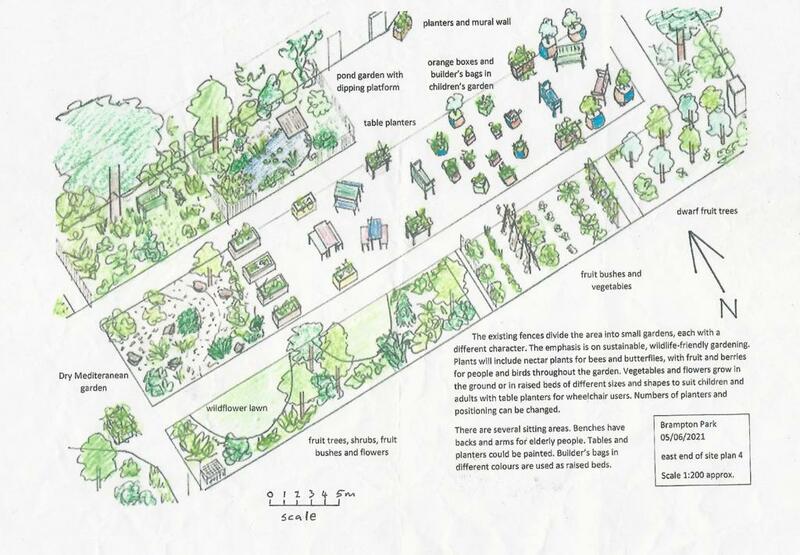 planters and mural wall
orange boxes and
builder's bags in
children's garden
pond garden with
dipping platform
table planters
dwarf fruit trees
fruit bushes and
vegetables
N
Dry Mediterranean
garden
wildflower lawn
fruit trees, shrubs, fruit
bushes and flowers
0 1 2 3 4 5m
scale
The existing fences divide the area into small gardens, each with a
different character. The emphasis is on sustainable, wildlife-friendly gardening.
Plants will include nectar plants for bees and butterflies, with fruit and berries
for people and birds throughout the garden. Vegetables and flowers grow in
the ground or in raised beds of different sizes and shapes to suit children and
adults with table planters for wheelchair users. Numbers of planters and
positioning can be changed.
There are several sitting areas. Benches have
backs and arms for elderly people. Tables and
planters could be painted. Builder's bags in
different colours are used as raised beds.
Brampton Park
05/06/2021
east end of site plan 4
Scale 1:200 approx.